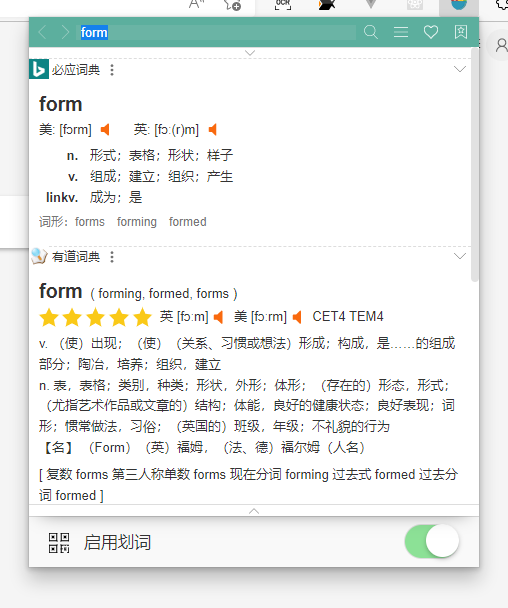 OCR
form
必应词典
form
美: [fɔrm] 英: [fɔː(r)m]
n. 形式；表格；形状；样子
v. 组成；建立；组织；产生
linkv. 成为；是
词形： forms forming formed
有道词典
form ( forming, formed, forms )
英 [fɔːm] 美 [fɔːrm] CET4 TEM4
v. （使）出现；（使）（关系、习惯或想法）形成；构成，是……的组成
部分；陶冶，培养；组织，建立
n. 表，表格；类别，种类；形状，外形；体形；（存在的）形态，形式；
（尤指艺术作品或文章的）结构；体能，良好的健康状态；良好表现；词
形；惯常做法，习俗；（英国的）班级，年级；不礼貌的行为
【名】（Form）（英）福姆，（法、德）福尔姆（人名）
[ 复数 forms 第三人称单数 forms 现在分词 forming 过去式 formed 过去分
词 formed ]
启用划词